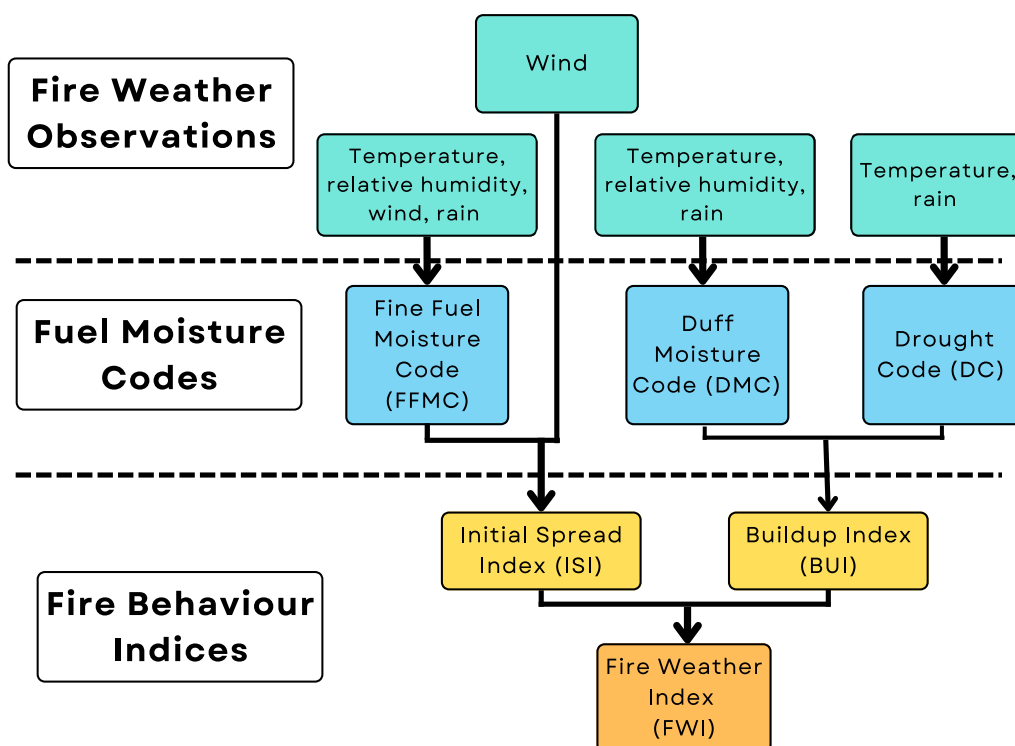 Fire Weather
Observations
Wind
Temperature,
relative humidity,
wind, rain
Temperature,
relative humidity,
rain
Temperature,
rain
Fuel Moisture
Codes
Fine Fuel
Moisture
Code
(FFMC)
Duff
Moisture
Code (DMC)
Drought
Code (DC)
Fire Behaviour
Indices
Initial Spread
Index (ISI)
Buildup Index
(BUI)
Fire Weather
Index
(FWI)